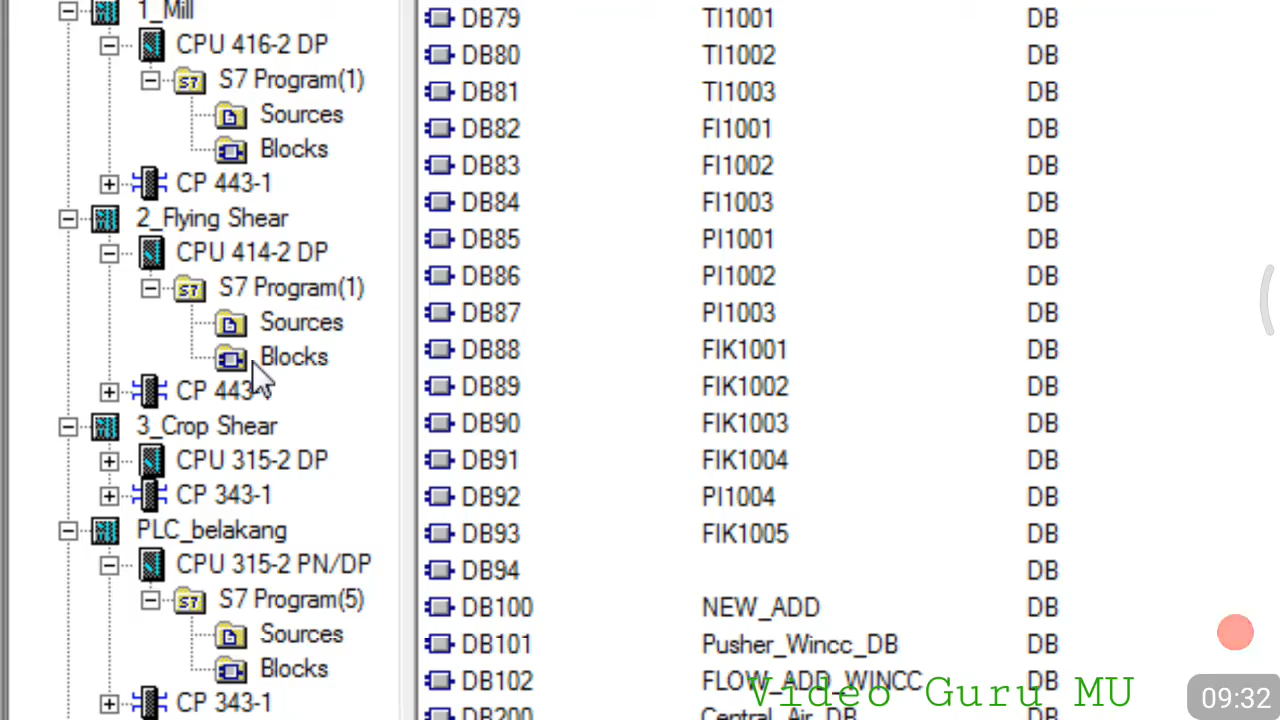 1_Mill
CPU 416-2 DP
S7 Program(1)
Sources
Blocks
CP 443-1
2_Flying Shear
CPU 414-2 DP
S7 Program(1)
Sources
Blocks
CP 443-
3_Crop Shear
CPU 315-2 DP
CP 343-1
PLC_belakang
CPU 315-2 PN/DP
S7 Program(5)
Sources
Blocks
CP 343-1
DB79 TI1001 DB
DB80 TI1002 DB
DB81 TI1003 DB
DB82 FI1001 DB
DB83 FI1002 DB
DB84 FI1003 DB
DB85 PI1001 DB
DB86 PI1002 DB
DB87 PI1003 DB
DB88 FIK1001 DB
DB89 FIK1002 DB
DB90 FIK1003 DB
DB91 FIK1004 DB
DB92 PI1004 DB
DB93 FIK1005 DB
DB94 DB
DB100 NEW_ADD DB
DB101 Pusher_Wincc_DB DB
DB102 FLOW_ADD_WINCC DB
DB200 Central_Air_DB DB
Video Guru MU
09:32